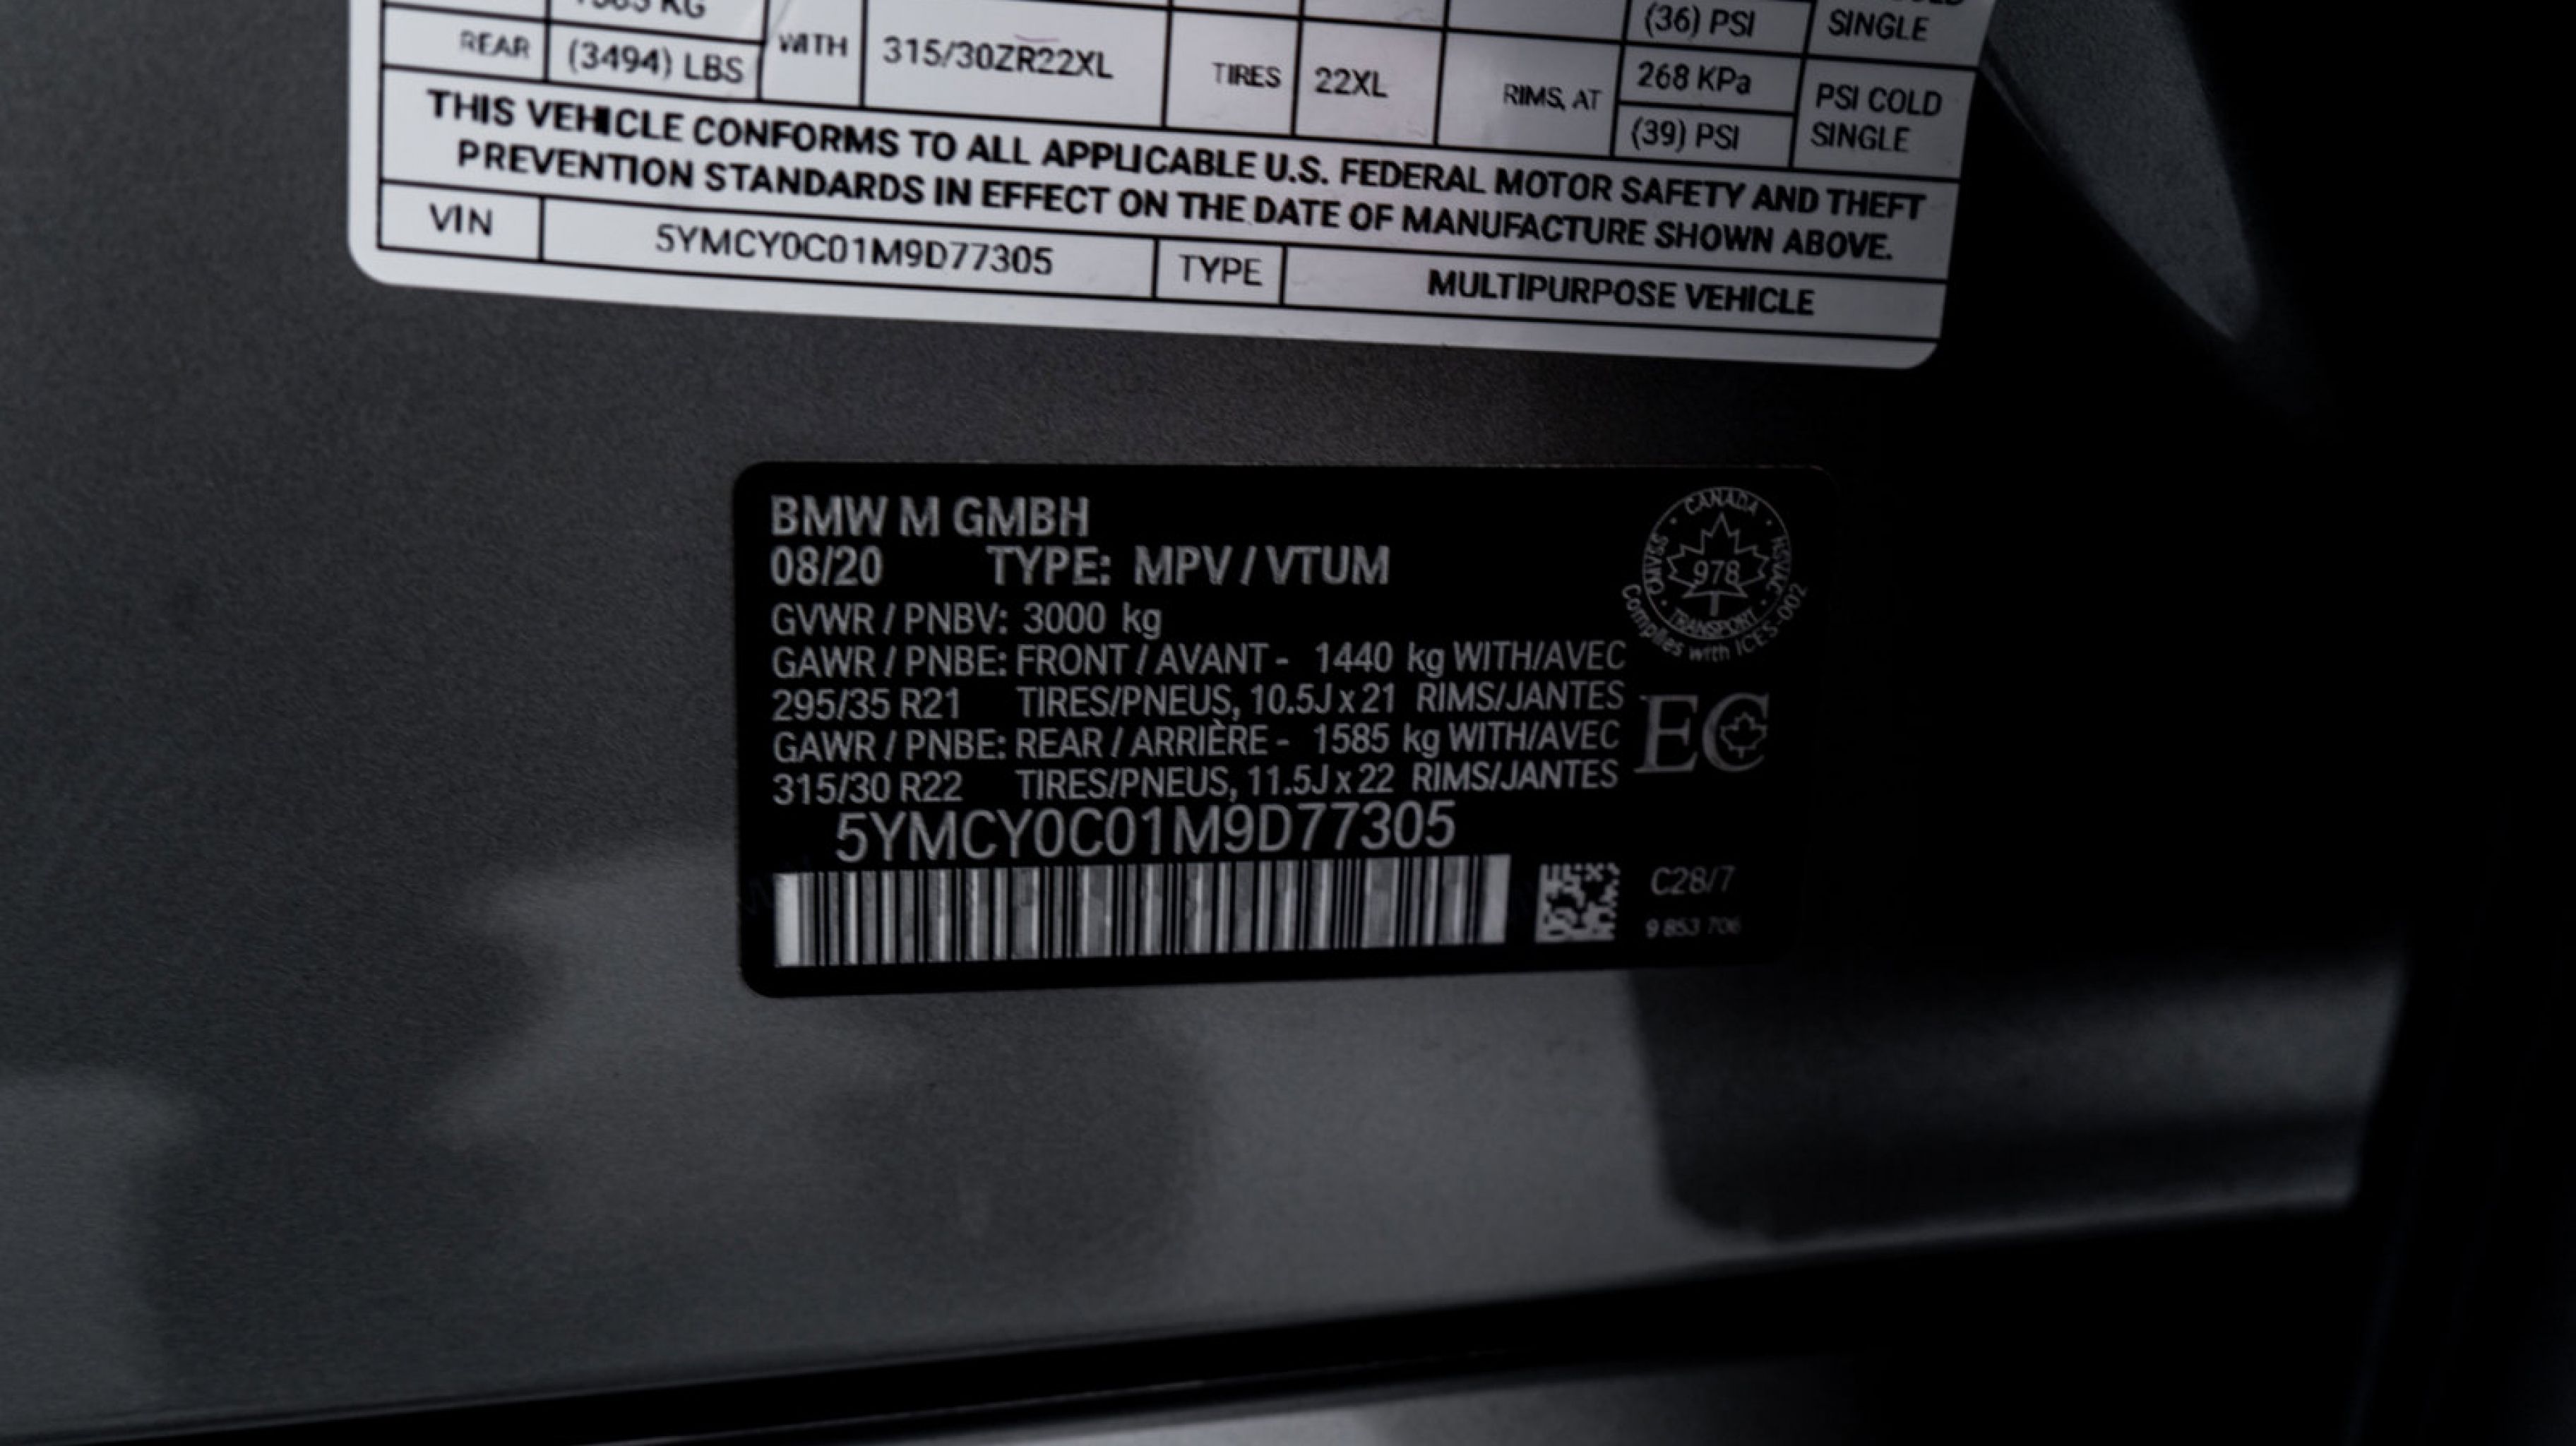 REAR (3494) LBS WITH 315/30ZR22XL TIRES 22XL RIMS, AT
(36) PSI SINGLE
268 KPa PSI COLD
(39) PSI SINGLE
THIS VEHICLE CONFORMS TO ALL APPLICABLE U.S. FEDERAL MOTOR SAFETY AND THEFT
PREVENTION STANDARDS IN EFFECT ON THE DATE OF MANUFACTURE SHOWN ABOVE.
VIN 5YMCY0C01M9D77305 TYPE MULTIPURPOSE VEHICLE
BMW M GMBH
08/20 TYPE: MPV / VTUM
GVWR / PNBV: 3000 kg
GAWR / PNBE: FRONT / AVANT - 1440 kg WITH/AVEC
295/35 R21 TIRES/PNEUS, 10.5J x 21 RIMS/JANTES
GAWR / PNBE: REAR / ARRIÈRE - 1585 kg WITH/AVEC
315/30 R22 TIRES/PNEUS, 11.5J x 22 RIMS/JANTES
5YMCY0C01M9D77305
CANADA
CMVSS
978
NSVAC
TRANSPORT
Complies with ICES-002
EC
C28/7
9 853 706